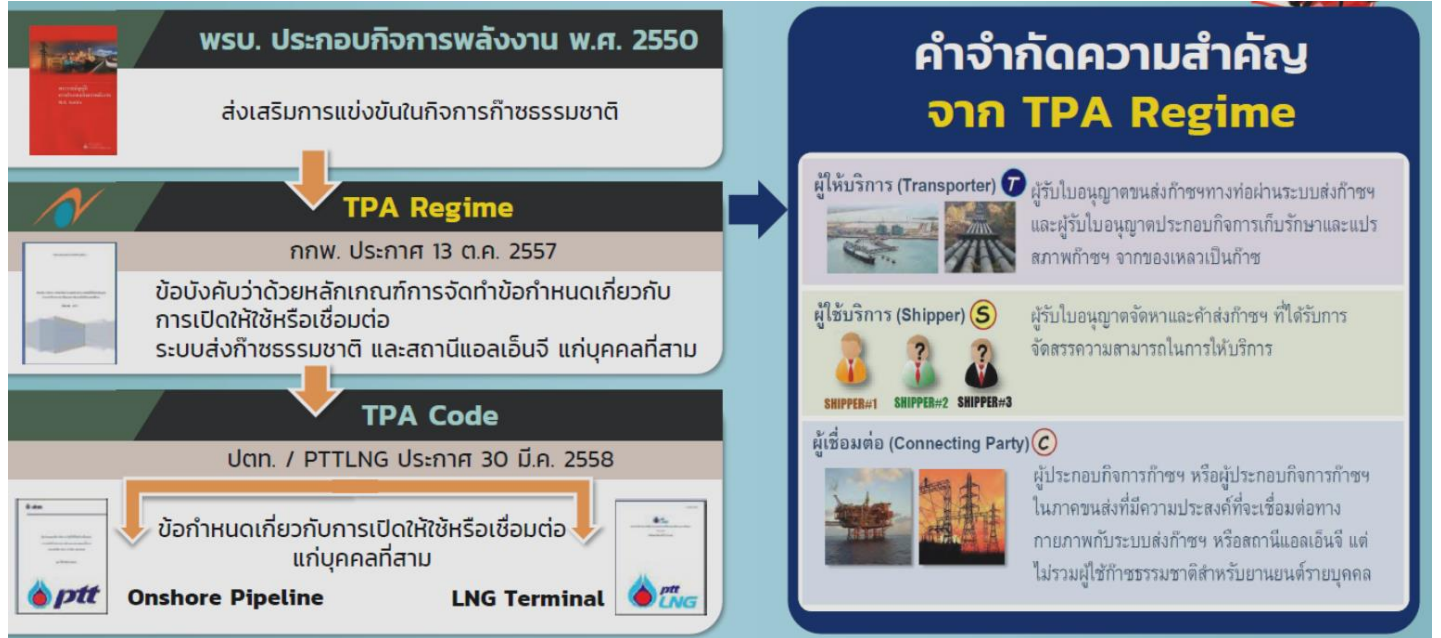 พรบ. ประกอบกิจการพลังงาน พ.ศ. 2550
ส่งเสริมการแข่งขันในกิจการก๊าซธรรมชาติ
TPA Regime
กกพ. ประกาศ 13 ต.ค. 2557
ข้อบังคับว่าด้วยหลักเกณฑ์การจัดทำข้อกำหนดเกี่ยวกับ
การเปิดให้ใช้หรือเชื่อมต่อ
ระบบส่งก๊าซธรรมชาติ และสถานีแอลเอ็นจี แก่บุคคลที่สาม
TPA Code
ปตท. / PTTLNG ประกาศ 30 มี.ค. 2558
ข้อกำหนดเกี่ยวกับการเปิดให้ใช้หรือเชื่อมต่อ
แก่บุคคลที่สาม
ptt
Onshore Pipeline
LNG Terminal
ptt
LNG
คำจำกัดความสำคัญ
จาก TPA Regime
ผู้ให้บริการ (Transporter) T
ผู้รับใบอนุญาตขนส่งก๊าซฯทางท่อผ่านระบบส่งก๊าซฯ
และผู้รับใบอนุญาตประกอบกิจการเก็บรักษาและแปร
สภาพก๊าซฯ จากของเหลวเป็นก๊าซ
ผู้ใช้บริการ (Shipper) S
ผู้รับใบอนุญาตจัดหาและค้าส่งก๊าซฯ ที่ได้รับการ
จัดสรรความสามารถในการให้บริการ
? ?
SHIPPER#1 SHIPPER#2 SHIPPER#3
ผู้เชื่อมต่อ (Connecting Party) C
ผู้ประกอบกิจการก๊าซฯ หรือผู้ประกอบกิจการก๊าซฯ
ในภาคขนส่งที่มีความประสงค์ที่จะเชื่อมต่อทาง
กายภาพกับระบบส่งก๊าซฯ หรือสถานีแอลเอ็นจี แต่
ไม่รวมผู้ใช้ก๊าซธรรมชาติสำหรับยานยนต์รายบุคคล